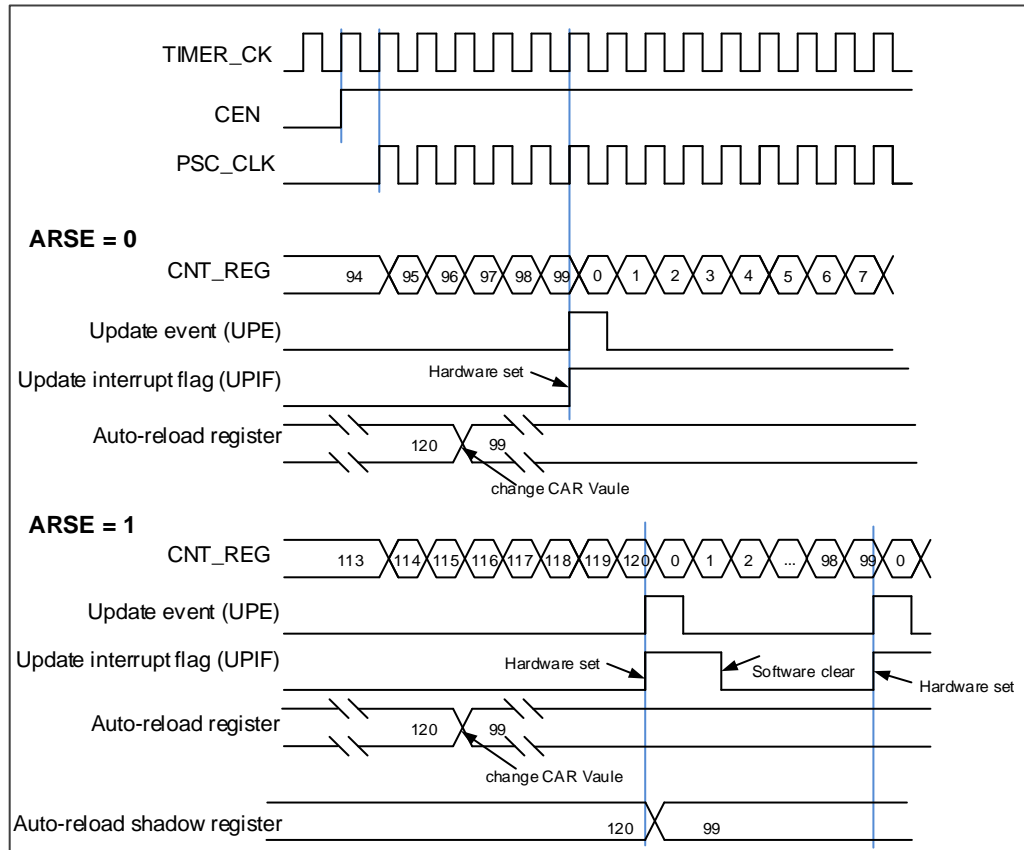 TIMER_CK
CEN
PSC_CLK
ARSE = 0
CNT_REG 94 95 96 97 98 99 0 1 2 3 4 5 6 7
Update event (UPE)
Update interrupt flag (UPIF) Hardware set
Auto-reload register 120 99
change CAR Vaule
ARSE = 1
CNT_REG 113 114 115 116 117 118 119 120 0 1 2 ... 98 99 0
Update event (UPE)
Update interrupt flag (UPIF) Hardware set Software clear Hardware set
Auto-reload register 120 99
change CAR Vaule
Auto-reload shadow register 120 99